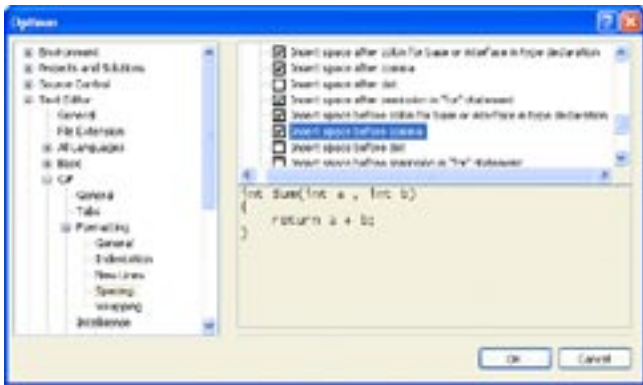 Options
Environment
Projects and Solutions
Source Control
Text Editor
General
File Extension
All Languages
Basic
C#
General
Tabs
Formatting
General
Indentation
New Lines
Spacing
Wrapping
IntelliSense
Insert space after colon for base or interface in type declaration
Insert space after comma
Insert space after dot
Insert space after semicolon in "for" statement
Insert space before colon for base or interface in type declaration
Insert space before comma
Insert space before dot
Insert space before semicolon in "for" statement
int Sum(int a , int b)
{
return a + b;
}
OK
Cancel